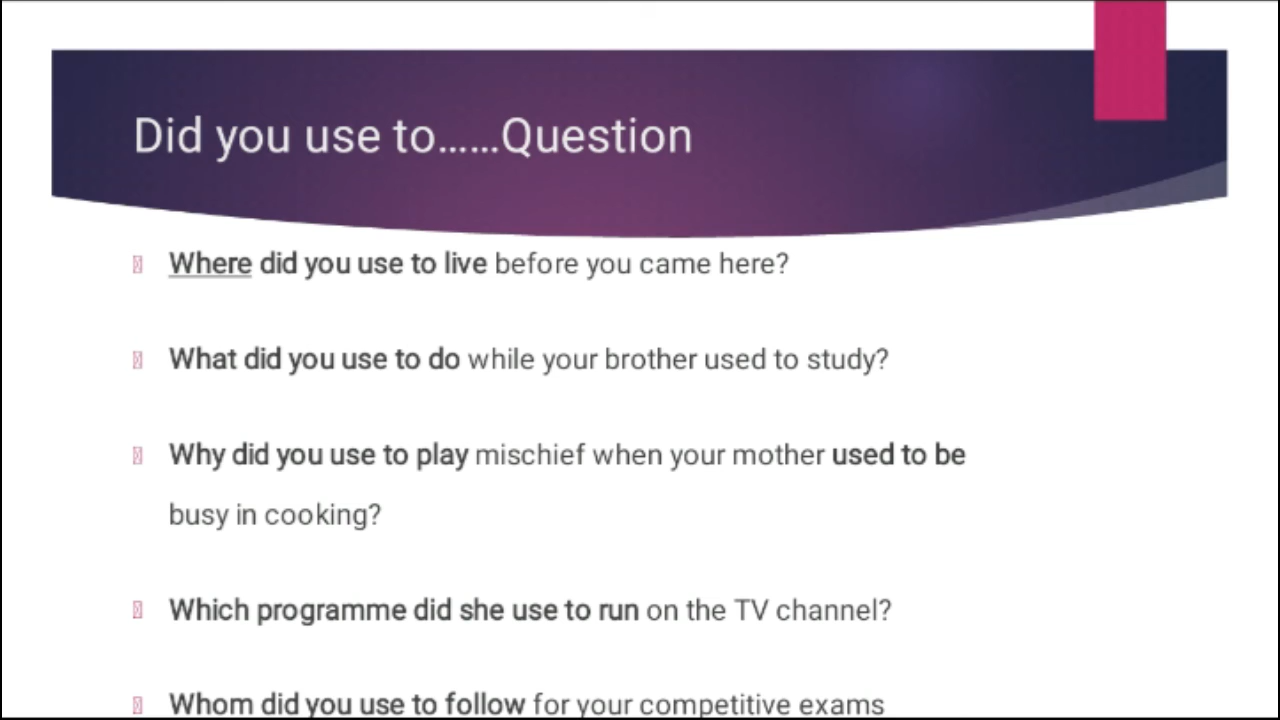 Did you use to......Question
Where did you use to live before you came here?
What did you use to do while your brother used to study?
Why did you use to play mischief when your mother used to be
busy in cooking?
Which programme did she use to run on the TV channel?
Whom did you use to follow for your competitive exams